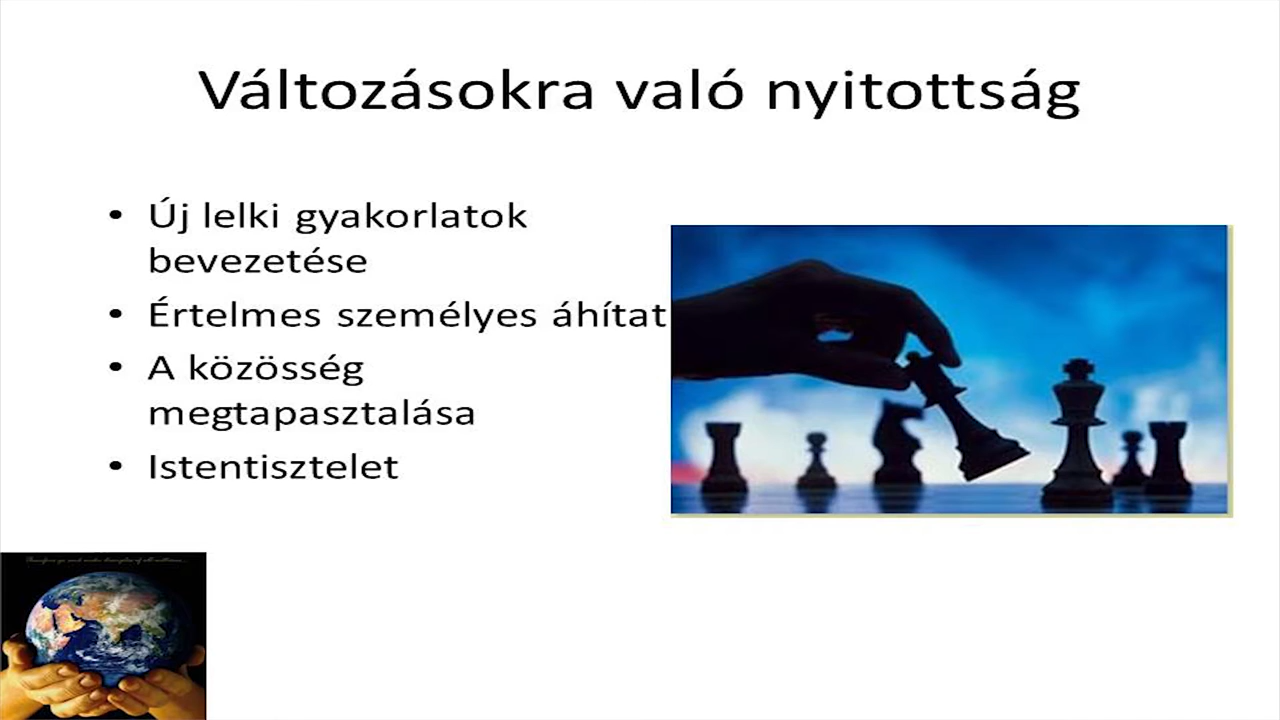 Változásokra való nyitottság
• Új lelki gyakorlatok
bevezetése
• Értelmes személyes áhítat
• A közösség
megtapasztalása
• Istentisztelet